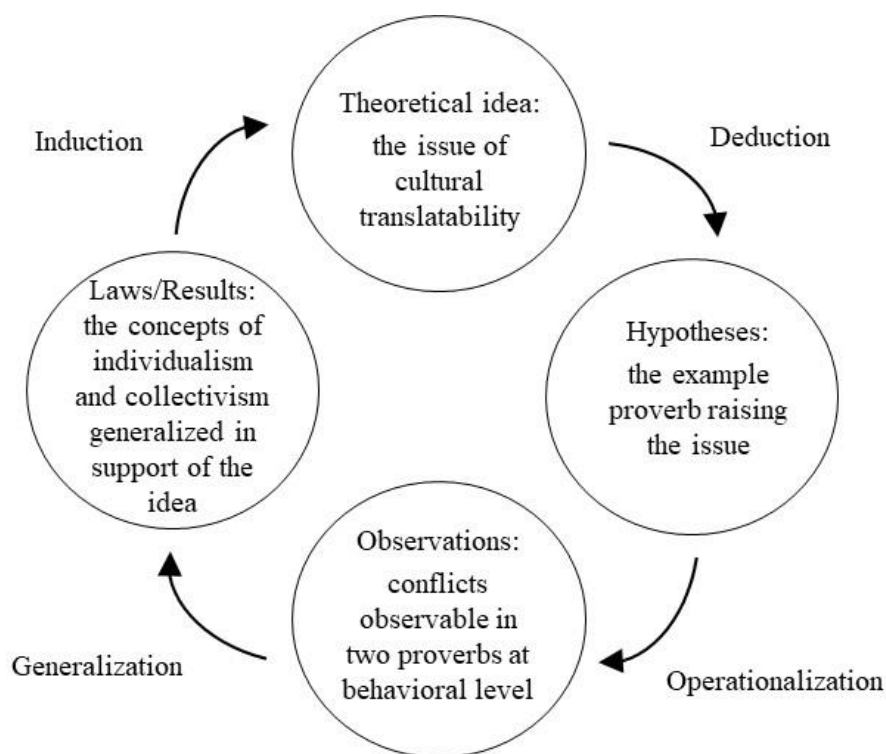 Theoretical idea:
the issue of
cultural
translatability
Deduction
Hypotheses:
the example
proverb raising
the issue
Operationalization
Observations:
conflicts
observable in
two proverbs at
behavioral level
Generalization
Laws/Results:
the concepts of
individualism
and collectivism
generalized in
support of the
idea
Induction